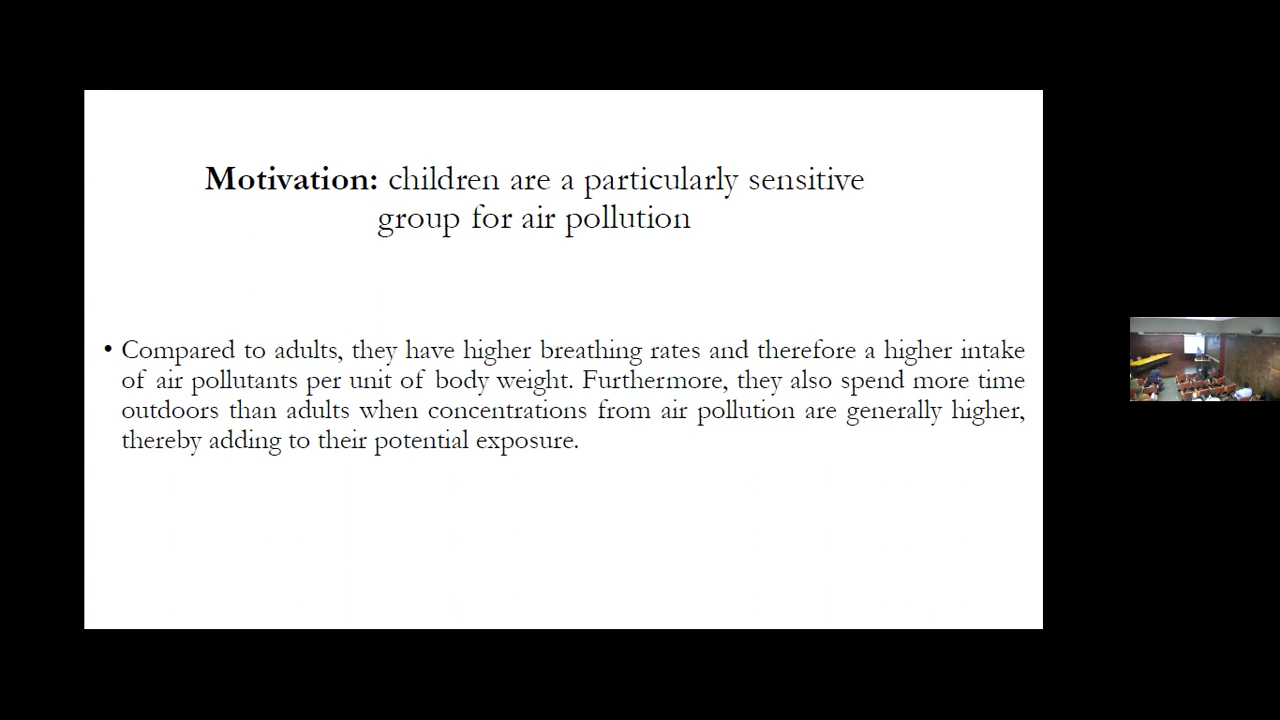 Motivation: children are a particularly sensitive
group for air pollution
• Compared to adults, they have higher breathing rates and therefore a higher intake
of air pollutants per unit of body weight. Furthermore, they also spend more time
outdoors than adults when concentrations from air pollution are generally higher,
thereby adding to their potential exposure.